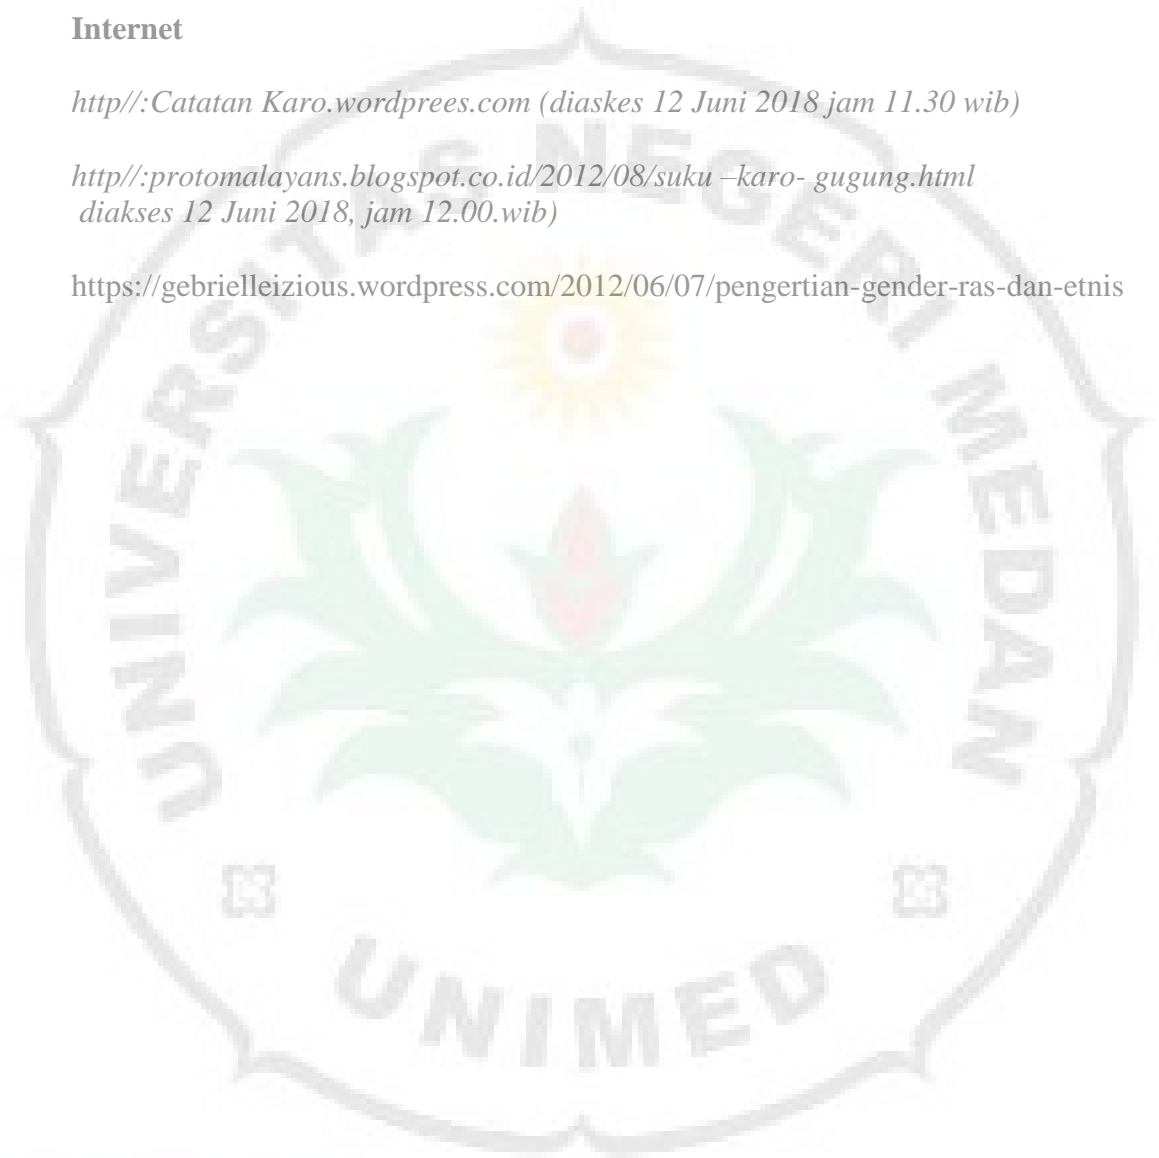 Internet
http//:Catatan Karo.wordprees.com (diaskes 12 Juni 2018 jam 11.30 wib)
http//:protomalayans.blogspot.co.id/2012/08/suku –karo- gugung.html
diakses 12 Juni 2018, jam 12.00.wib)
https://gebrielleizious.wordpress.com/2012/06/07/pengertian-gender-ras-dan-etnis
UNIVERSITAS NEGERI MEDAN
UNIMED